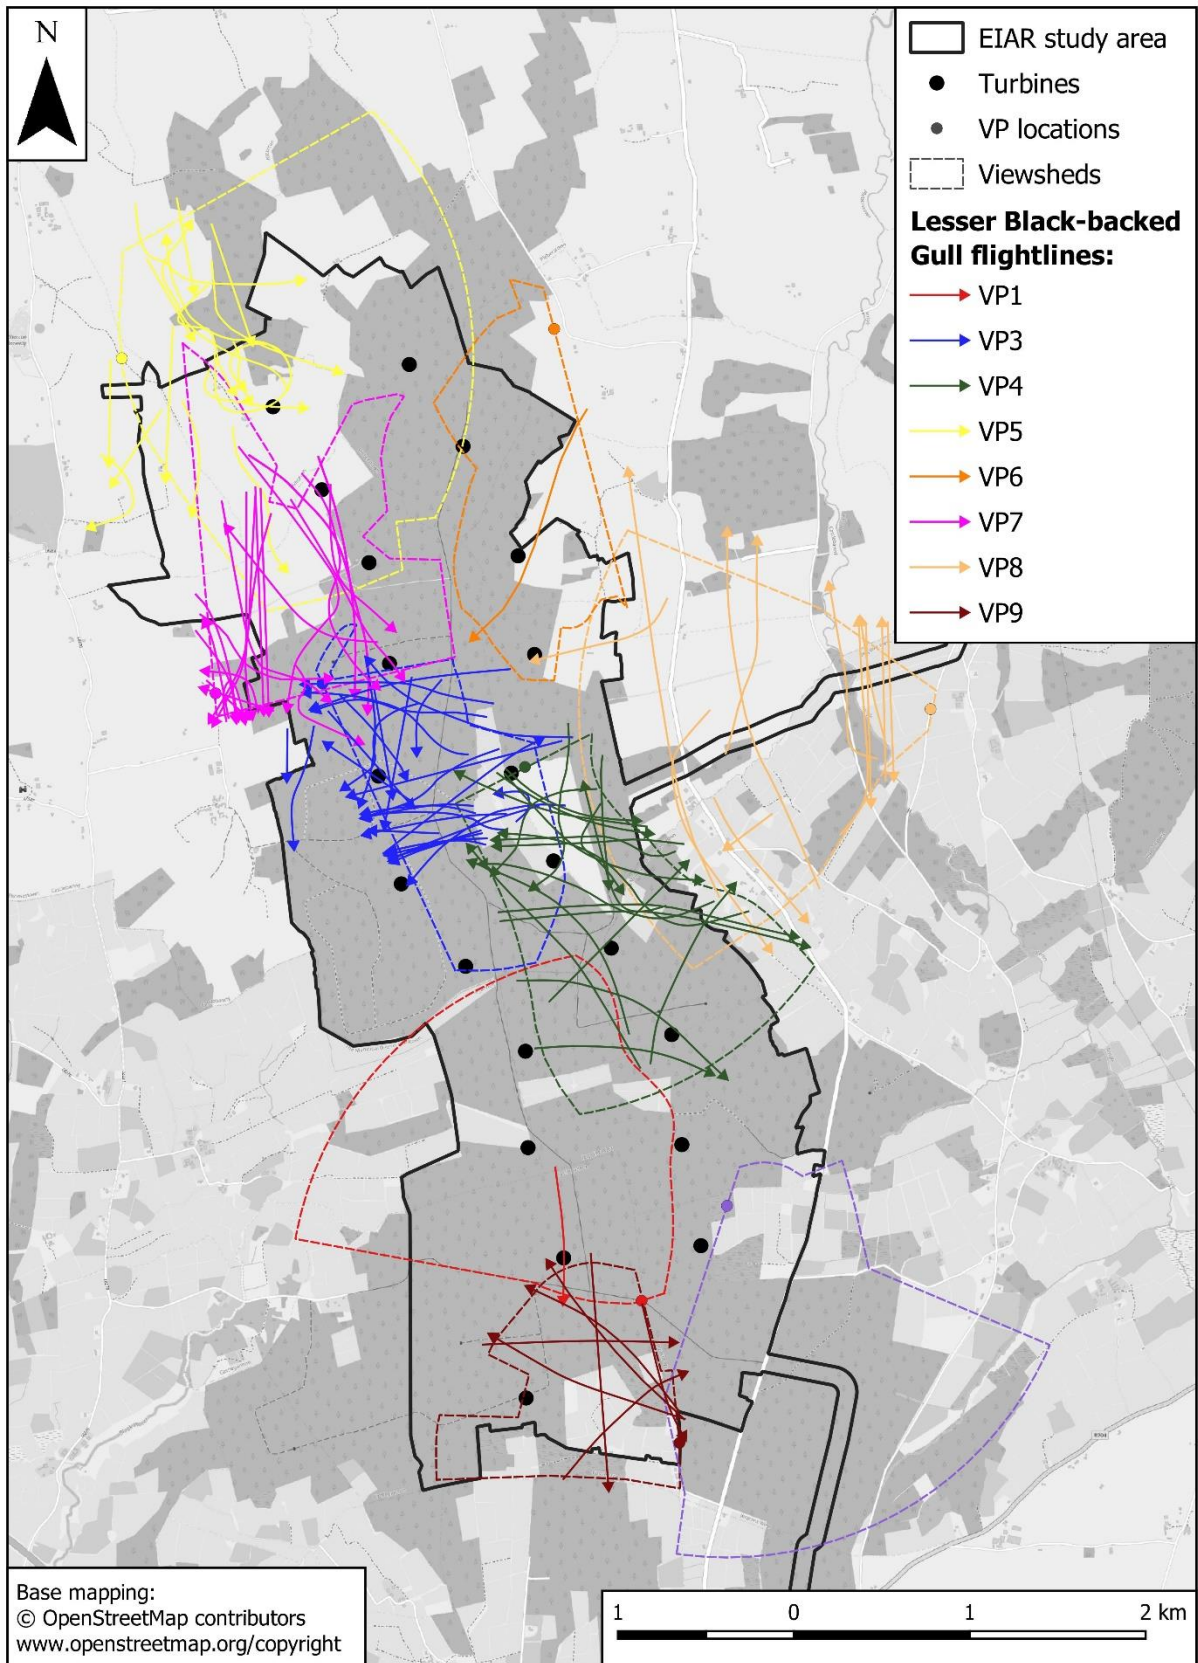 N
EIAR study area
Turbines
VP locations
Viewsheds
Lesser Black-backed
Gull flightlines:
VP1
VP3
VP4
VP5
VP6
VP7
VP8
VP9
Base mapping:
© OpenStreetMap contributors
www.openstreetmap.org/copyright
1
0
1
2 km